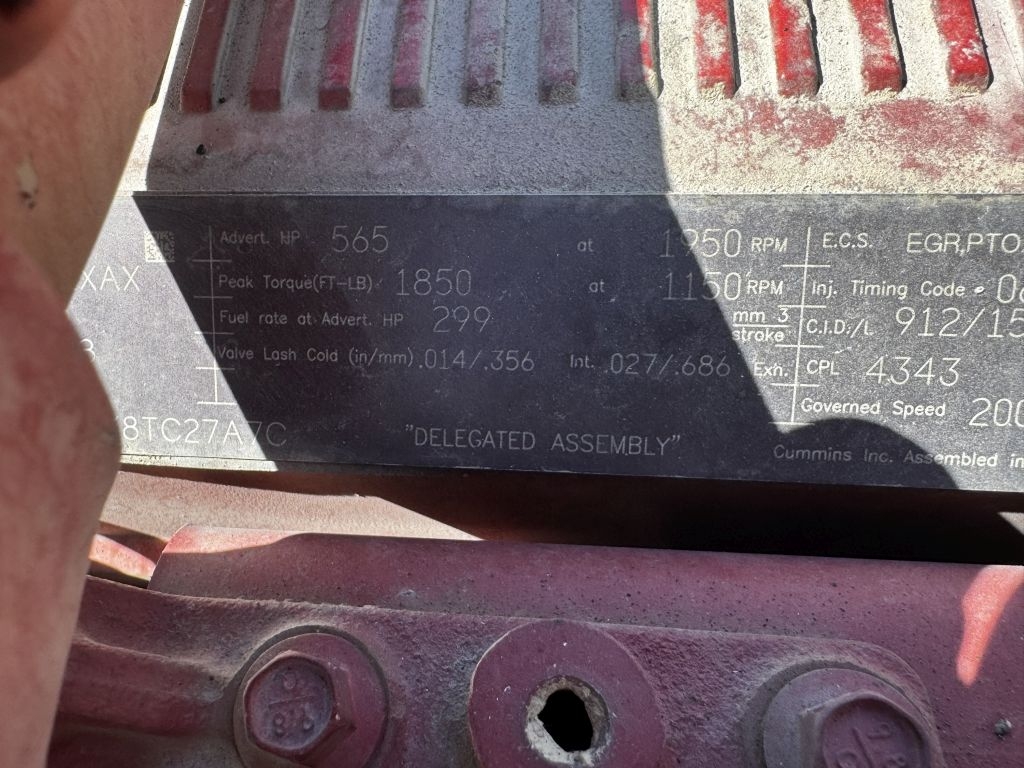 Advert. HP 565 at 1950 RPM E.C.S. EGR,PTO
XAX Peak Torque(FT-LB) 1850 at 1150 RPM Inj. Timing Code
Fuel rate at Advert. HP 299 mm 3 stroke C.I.D./L 912/15
Valve Lash Cold (in/mm) .014/.356 Int. .027/.686 Exh. CPL 4343
Governed Speed 200
8TC27A7C "DELEGATED ASSEMBLY" Cummins Inc. Assembled in